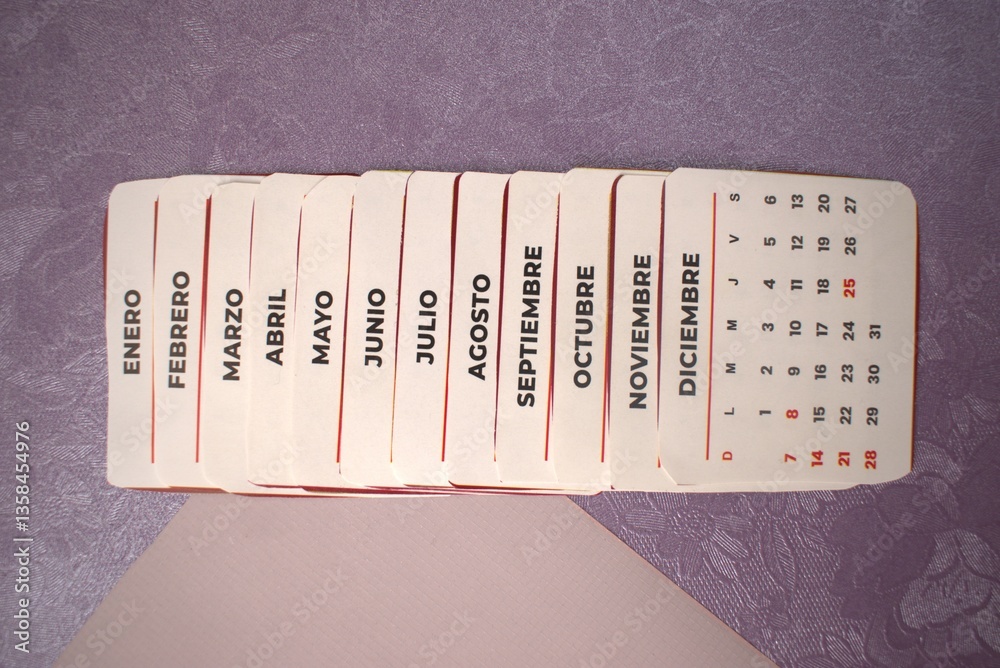 ENERO
FEBRERO
MARZO
ABRIL
MAYO
JUNIO
JULIO
AGOSTO
SEPTIEMBRE
OCTUBRE
NOVIEMBRE
DICIEMBRE
D L M M J V S
1 2 3 4 5 6
7 8 9 10 11 12 13
14 15 16 17 18 19 20
21 22 23 24 25 26 27
28 29 30 31
Adobe Stock | #1358454976